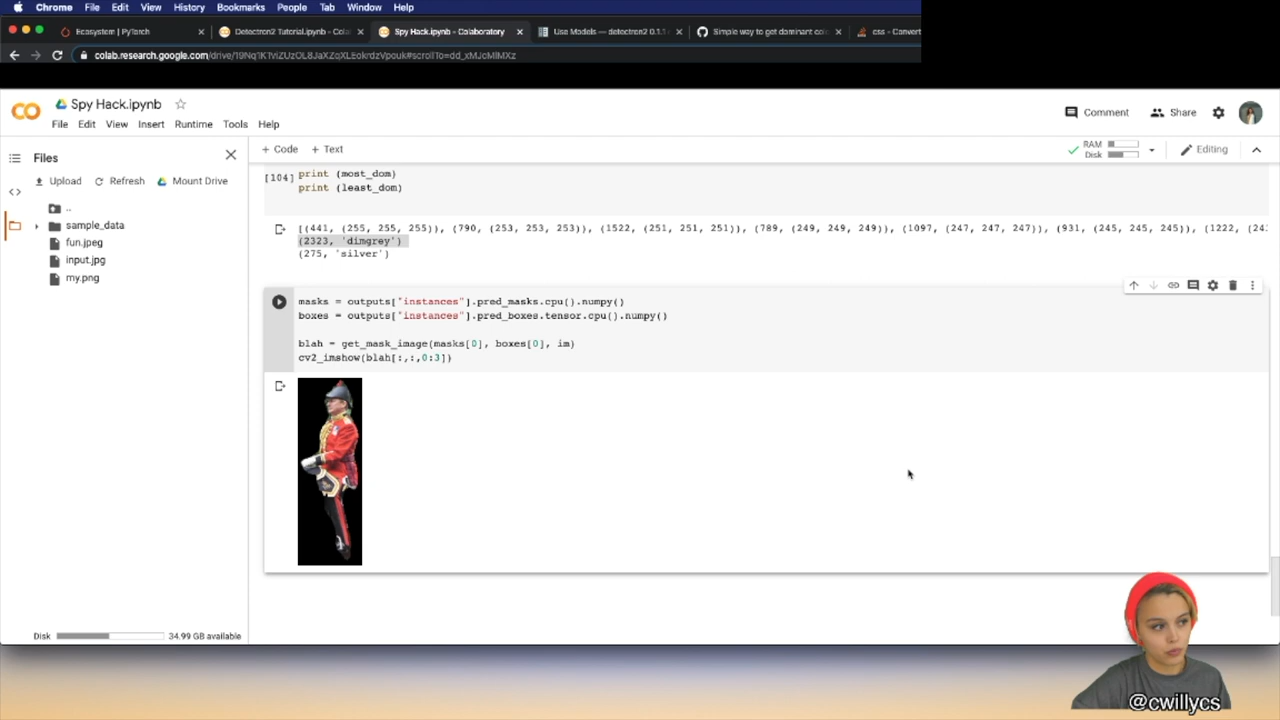 Chrome File Edit View History Bookmarks People Tab Window Help
Ecosystem | PyTorch
Detectron2 Tutorial.ipynb - Cola
Spy Hack.ipynb - Colaboratory
Use Models — detectron2 0.1.1
Simple way to get dominant col
css - Convert
colab.research.google.com/drive/
Spy Hack.ipynb
Comment Share
File Edit View Insert Runtime Tools Help
+ Code + Text
RAM
Disk
Editing
Files
Upload Refresh Mount Drive
..
sample_data
fun.jpeg
input.jpg
my.png
[104] print (most_dom)
print (least_dom)
[(441, (255, 255, 255)), (790, (253, 253, 253)), (1522, (251, 251, 251)), (789, (249, 249, 249)), (1097, (247, 247, 247)), (931, (245, 245, 245)), (1222, (24
(2323, 'dimgrey')
(275, 'silver')
masks = outputs["instances"].pred_masks.cpu().numpy()
boxes = outputs["instances"].pred_boxes.tensor.cpu().numpy()
blah = get_mask_image(masks[0], boxes[0], im)
cv2_imshow(blah[:,:,0:3])
Disk 34.99 GB available
@cwillycs